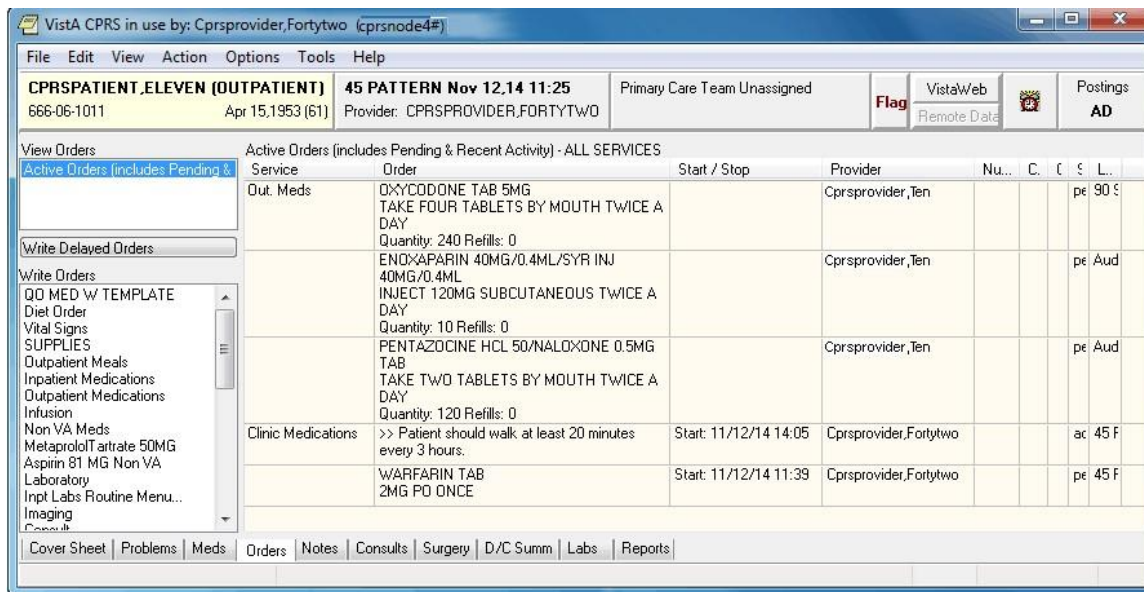 VistA CPRS in use by: Cprsprovider,Fortytwo (cprsnode4#)
File Edit View Action Options Tools Help
CPRSPATIENT,ELEVEN (OUTPATIENT) 45 PATTERN Nov 12,14 11:25 Primary Care Team Unassigned Flag VistaWeb Postings
666-06-1011 Apr 15,1953 (61) Provider: CPRSPROVIDER,FORTYTWO Remote Data AD
View Orders Active Orders (includes Pending & Recent Activity) - ALL SERVICES
Active Orders (includes Pending & Service Order Start / Stop Provider Nu... C. L..
Out. Meds OXYCODONE TAB 5MG Cprsprovider,Ten pe 90 S
TAKE FOUR TABLETS BY MOUTH TWICE A
DAY
Quantity: 240 Refills: 0
Write Delayed Orders
ENOXAPARIN 40MG/0.4ML/SYR INJ Cprsprovider,Ten pe Aud
40MG/0.4ML
INJECT 120MG SUBCUTANEOUS TWICE A
DAY
Quantity: 10 Refills: 0
PENTAZOCINE HCL 50/NALOXONE 0.5MG Cprsprovider,Ten pe Aud
TAB
TAKE TWO TABLETS BY MOUTH TWICE A
DAY
Quantity: 120 Refills: 0
Clinic Medications >> Patient should walk at least 20 minutes Start: 11/12/14 14:05 Cprsprovider,Fortytwo ac 45 F
every 3 hours.
WARFARIN TAB Start: 11/12/14 11:39 Cprsprovider,Fortytwo pe 45 F
2MG PO ONCE
Write Orders
QO MED W TEMPLATE
Diet Order
Vital Signs
SUPPLIES
Outpatient Meals
Inpatient Medications
Outpatient Medications
Infusion
Non VA Meds
MetaprololTartrate 50MG
Aspirin 81 MG Non VA
Laboratory
Inpt Labs Routine Menu...
Imaging
Cover Sheet Problems Meds Orders Notes Consults Surgery D/C Summ Labs Reports